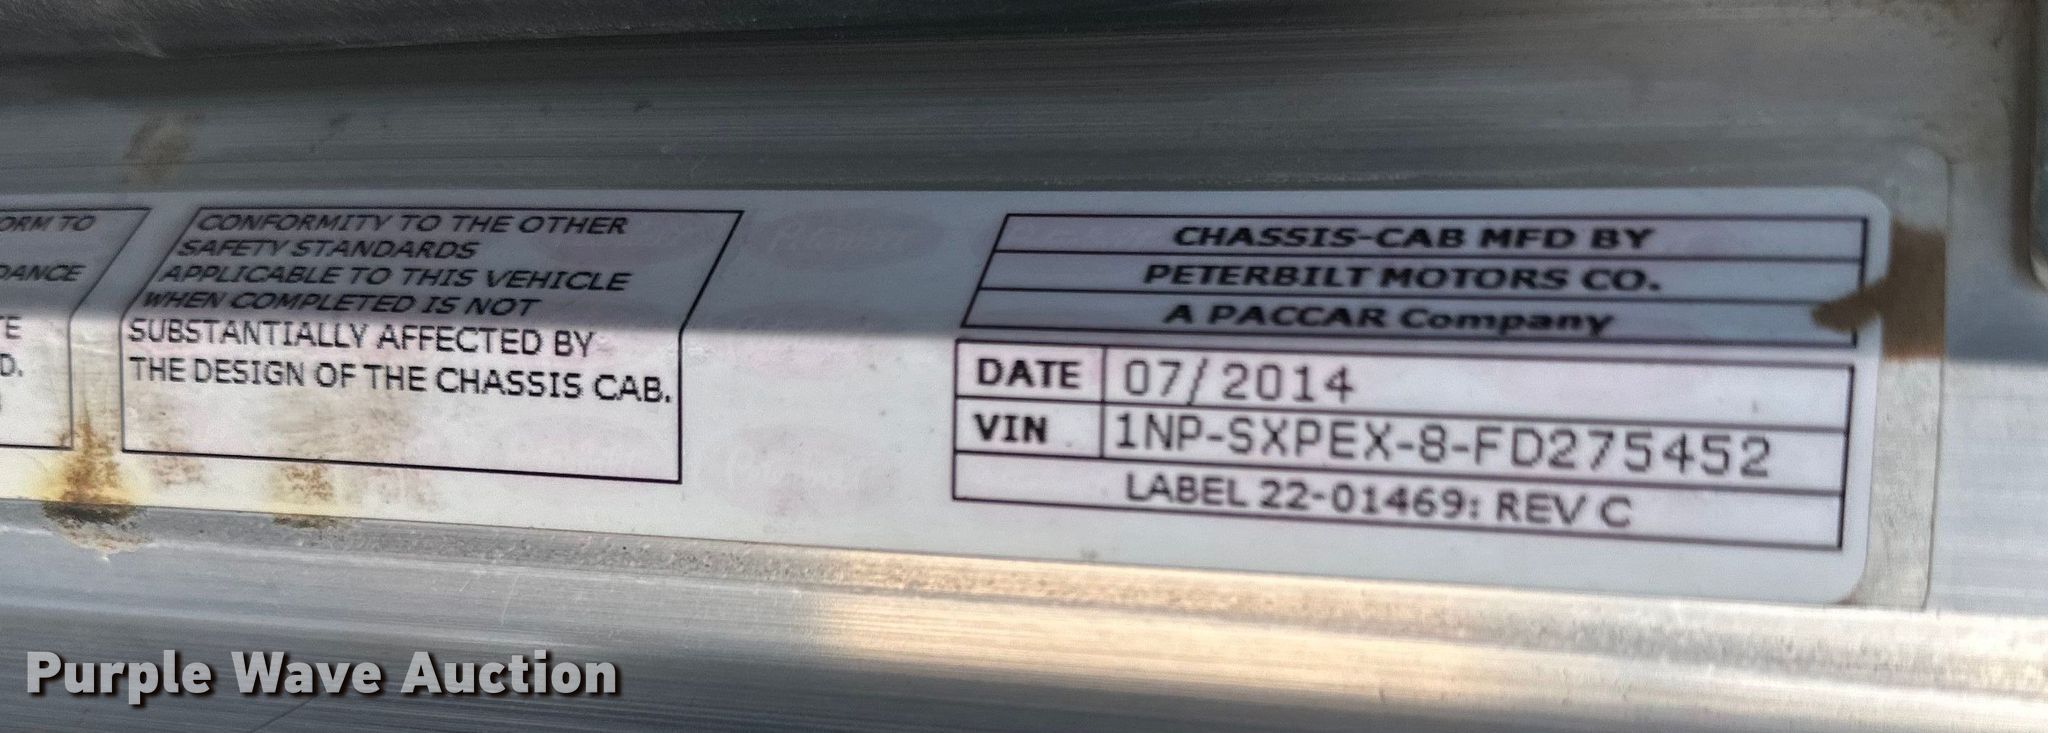 ORM TO
DANCE
TE
D.
CONFORMITY TO THE OTHER
SAFETY STANDARDS
APPLICABLE TO THIS VEHICLE
WHEN COMPLETED IS NOT
SUBSTANTIALLY AFFECTED BY
THE DESIGN OF THE CHASSIS CAB.
CHASSIS-CAB MFD BY
PETERBILT MOTORS CO.
A PACCAR Company
DATE 07/2014
VIN 1NP-SXPEX-8-FD275452
LABEL 22-01469: REV C
Purple Wave Auction